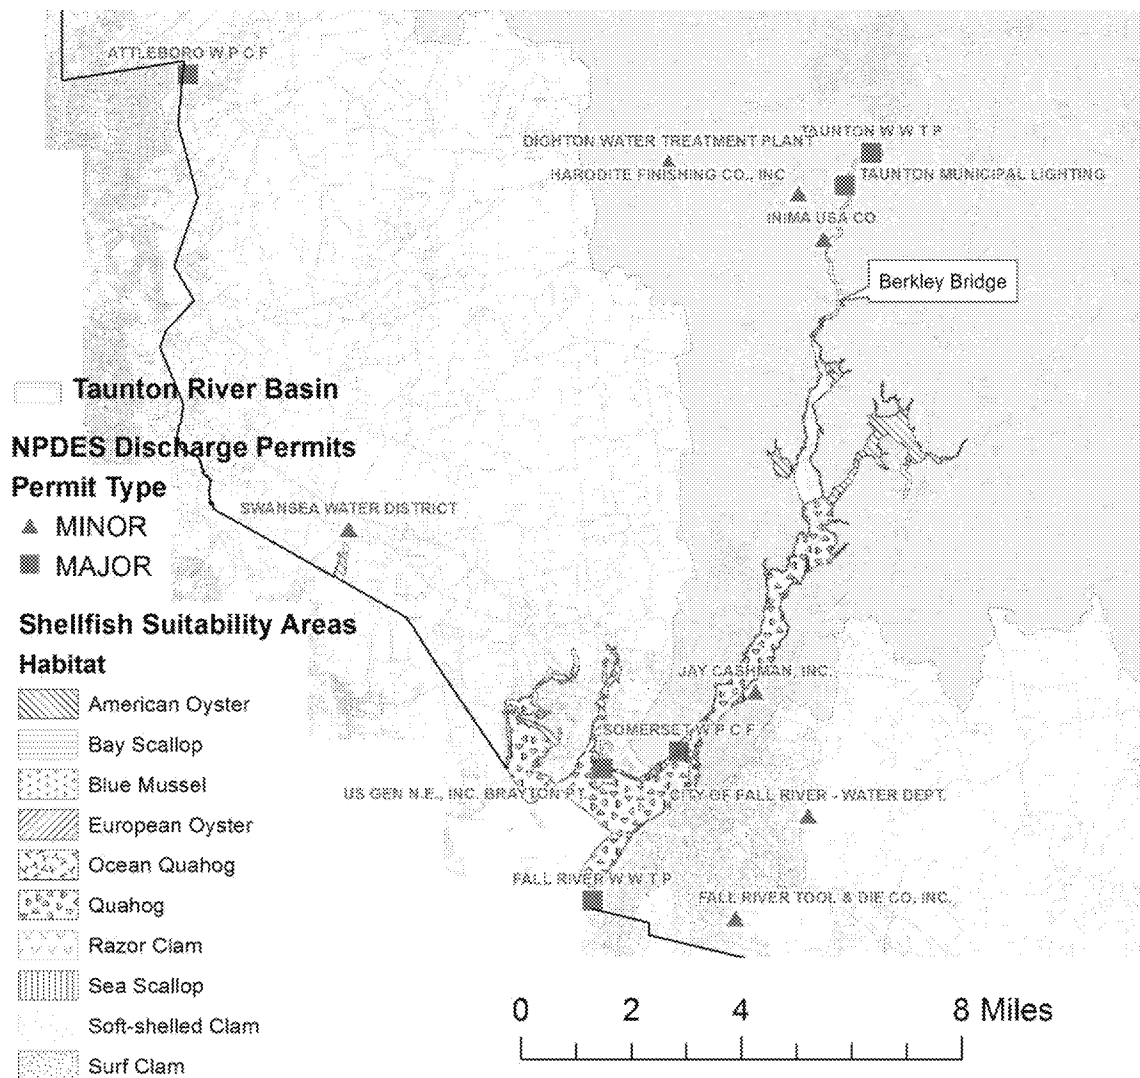 ATTLEBORO W P C F
TAUNTON W W T P
DIGHTON WATER TREATMENT PLANT
HARODITE FINISHING CO., INC
TAUNTON MUNICIPAL LIGHTING
INIMA USA CO
Berkley Bridge
Taunton River Basin
NPDES Discharge Permits
Permit Type
MINOR
MAJOR
SWANSEA WATER DISTRICT
Shellfish Suitability Areas
Habitat
American Oyster
Bay Scallop
Blue Mussel
European Oyster
Ocean Quahog
Quahog
Razor Clam
Sea Scallop
Soft-shelled Clam
Surf Clam
JAY CASHMAN, INC.
SOMERSET W P C F
US GEN N.E., INC. BRAYTON PT.
CITY OF FALL RIVER - WATER DEPT.
FALL RIVER W W T P
FALL RIVER TOOL & DIE CO, INC.
0 2 4 8 Miles